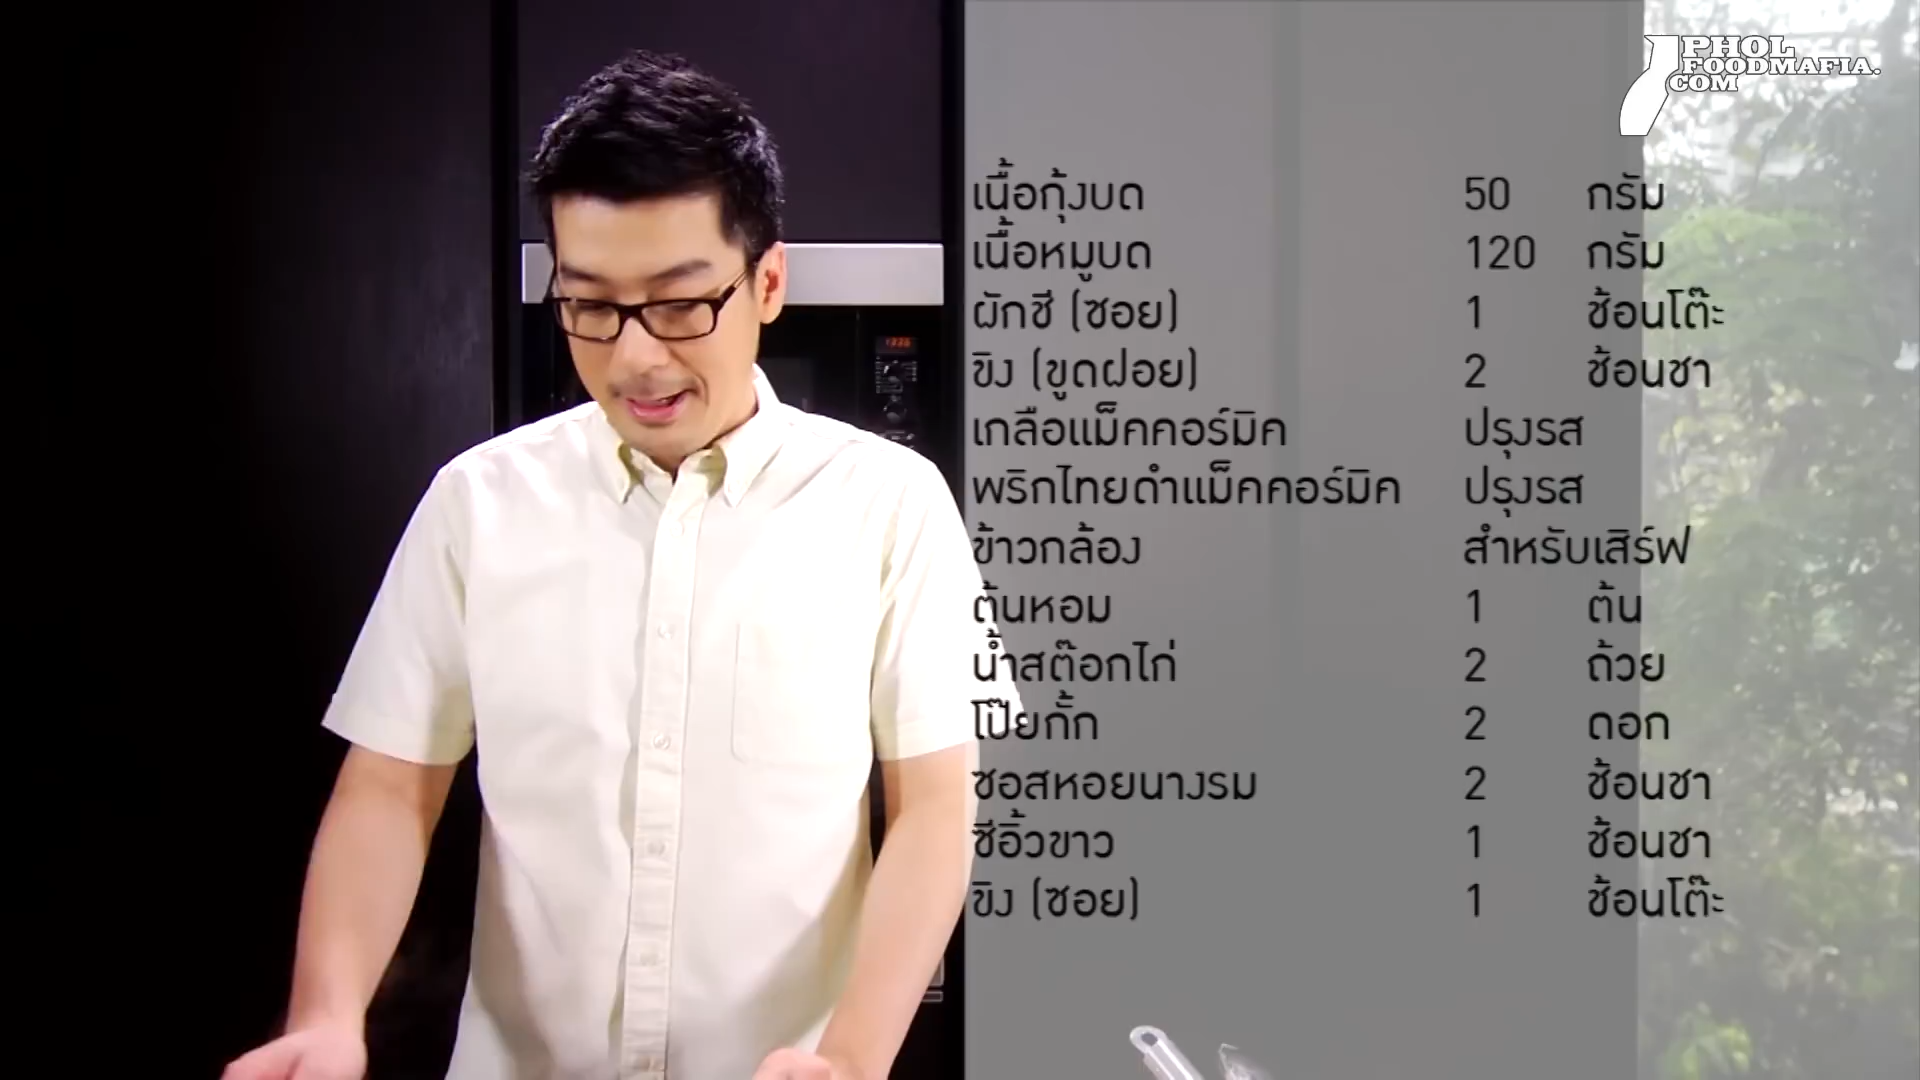 PHOL
FOODMAFIA.
COM
เนื้อกุ้งบด 50 กรัม
เนื้อหมูบด 120 กรัม
ผักชี (ซอย) 1 ช้อนโต๊ะ
ขิง (ขูดฝอย) 2 ช้อนชา
เกลือแม็คคอร์มิค ปรุงรส
พริกไทยดำแม็คคอร์มิค ปรุงรส
ข้าวกล้อง สำหรับเสิร์ฟ
ต้นหอม 1 ต้น
น้ำสต๊อกไก่ 2 ถ้วย
โป๊ยกั๊ก 2 ดอก
ซอสหอยนางรม 2 ช้อนชา
ซีอิ๊วขาว 1 ช้อนชา
ขิง (ซอย) 1 ช้อนโต๊ะ